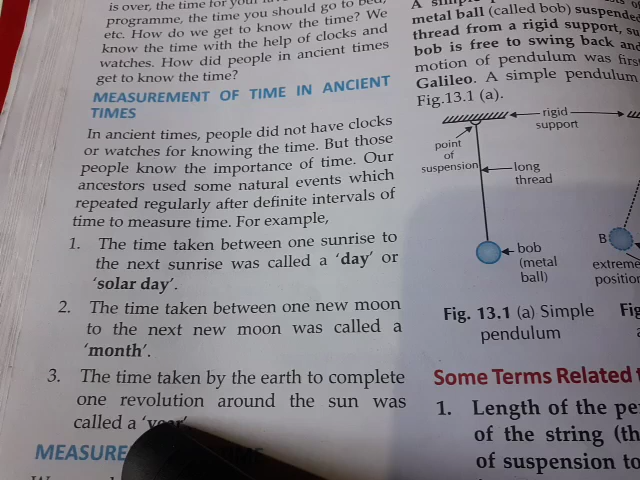 is over, the time for your
programme, the time you should go to bed,
etc. How do we get to know the time? We
know the time with the help of clocks and
watches. How did people in ancient times
get to know the time?
MEASUREMENT OF TIME IN ANCIENT
TIMES
In ancient times, people did not have clocks
or watches for knowing the time. But those
people know the importance of time. Our
ancestors used some natural events which
repeated regularly after definite intervals of
time to measure time. For example,
1. The time taken between one sunrise to
the next sunrise was called a 'day' or
'solar day'.
2. The time taken between one new moon
to the next new moon was called a
'month'.
3. The time taken by the earth to complete
one revolution around the sun was
called a 'year'
MEASURE
A simple
metal ball (called bob) suspended
thread from a rigid support, su
bob is free to swing back and
motion of pendulum was firs
Galileo. A simple pendulum
Fig.13.1 (a).
rigid
support
point
of
suspension
long
thread
bob
(metal
ball)
B
extreme
position
Fig. 13.1 (a) Simple
pendulum
Fig
Some Terms Related t
1. Length of the pe
of the string (th
of suspension to